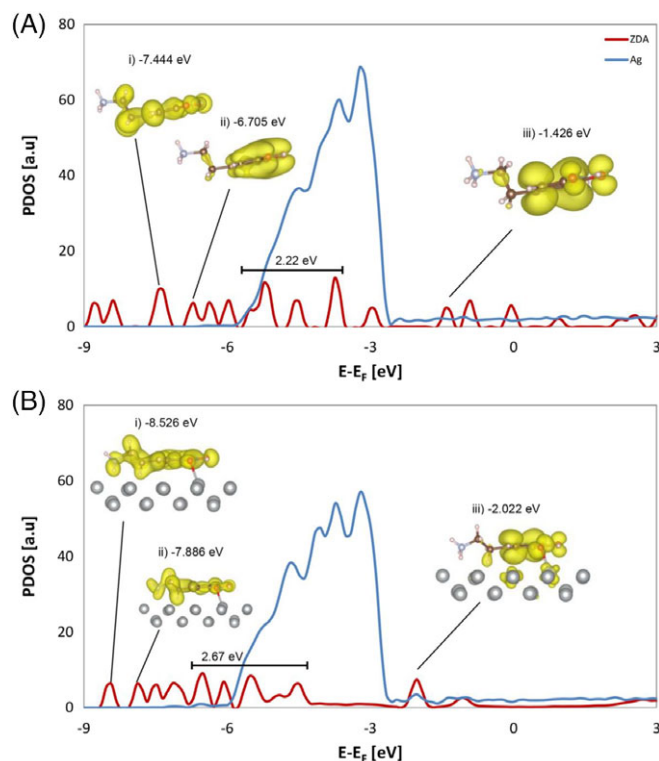 (A)
80
60
40
20
0
PDOS [a.u]
ZDA
Ag
i) -7.444 eV
ii) -6.705 eV
iii) -1.426 eV
2.22 eV
-9 -6 -3 0 3
E-EF [eV]
(B)
80
60
40
20
0
PDOS [a.u]
i) -8.526 eV
ii) -7.886 eV
iii) -2.022 eV
2.67 eV
-9 -6 -3 0 3
E-EF [eV]